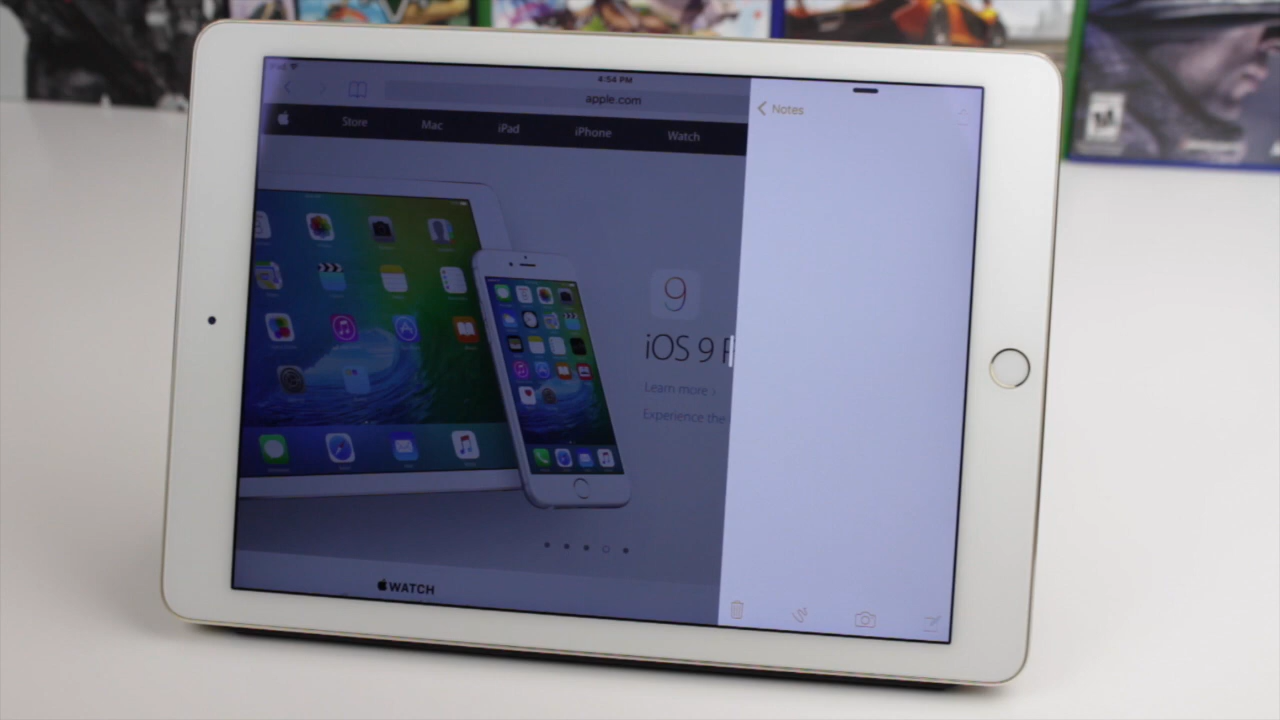 4:54 PM
apple.com
Store Mac iPad iPhone Watch
Notes
9
iOS 9
Learn more ›
Experience the
WATCH
M